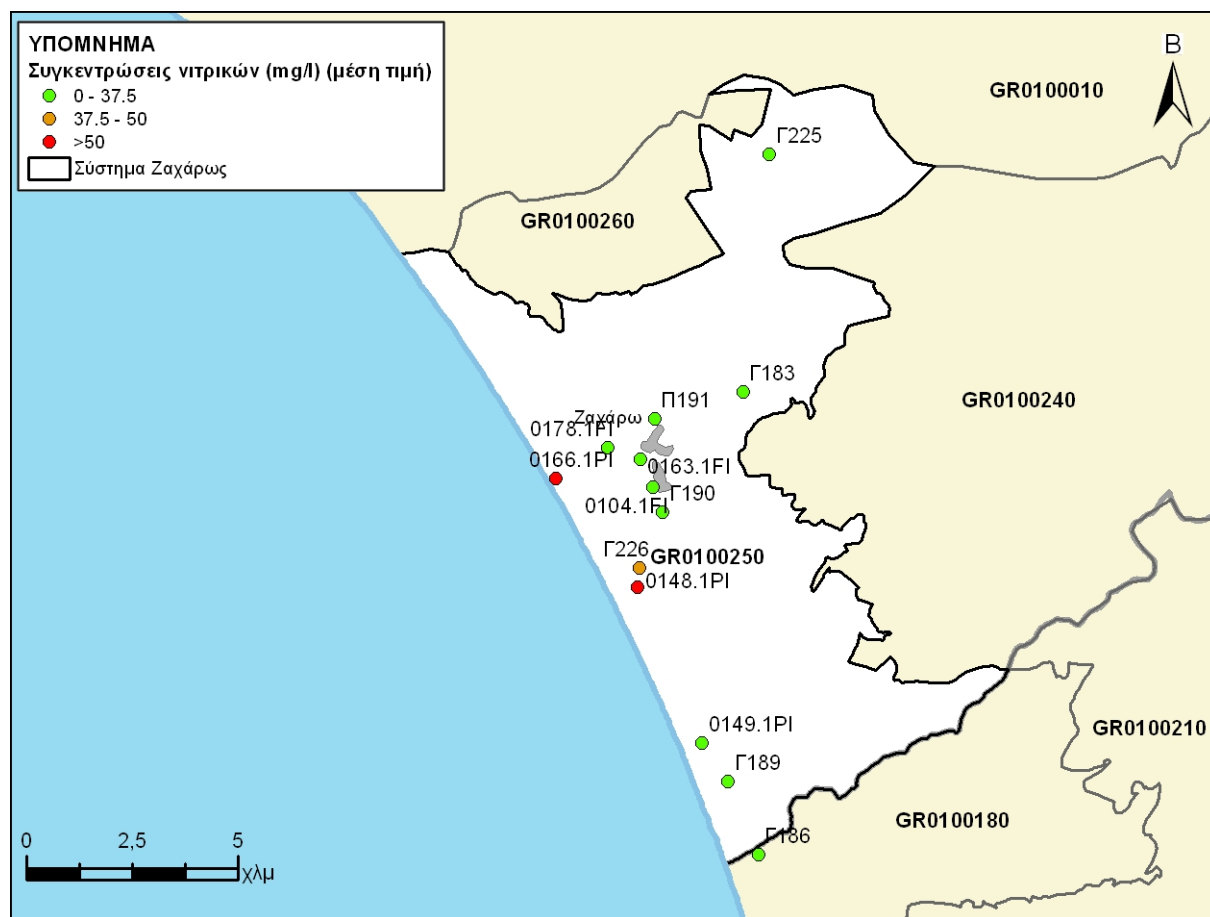 ΥΠΟΜΝΗΜΑ
Συγκεντρώσεις νιτρικών (mg/l) (μέση τιμή)
0 - 37.5
37.5 - 50
>50
Σύστημα Ζαχάρως
Β
GR0100010
Γ225
GR0100260
Γ183
GR0100240
Π191
Ζαχάρω
0178.1FI
0166.1PI
0163.1FI
Γ190
0104.1FI
Γ226
GR0100250
0148.1PI
0149.1PI
GR0100210
Γ189
GR0100180
Γ186
0 2,5 5
χλμ